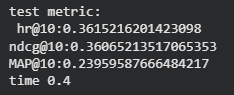 test metric:
hr@10:0.3615216201423098
ndcg@10:0.36065213517065353
MAP@10:0.23959587666484217
time 0.4